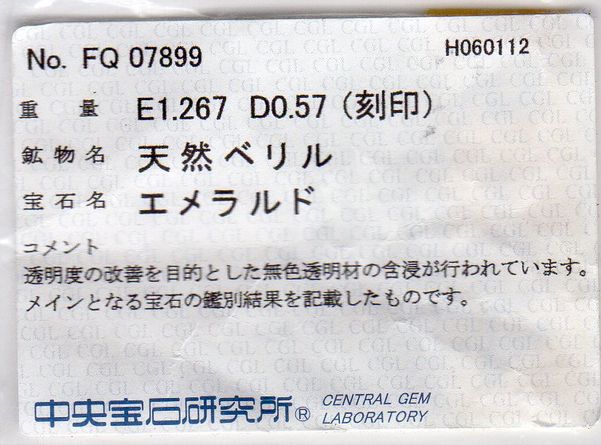 No. FQ 07899 H060112
重量 E1.267 D0.57 (刻印)
鉱物名 天然ベリル
宝石名 エメラルド
コメント
透明度の改善を目的とした無色透明材の含浸が行われています。
メインとなる宝石の鑑別結果を記載したものです。
中央宝石研究所® CENTRAL GEM
LABORATORY